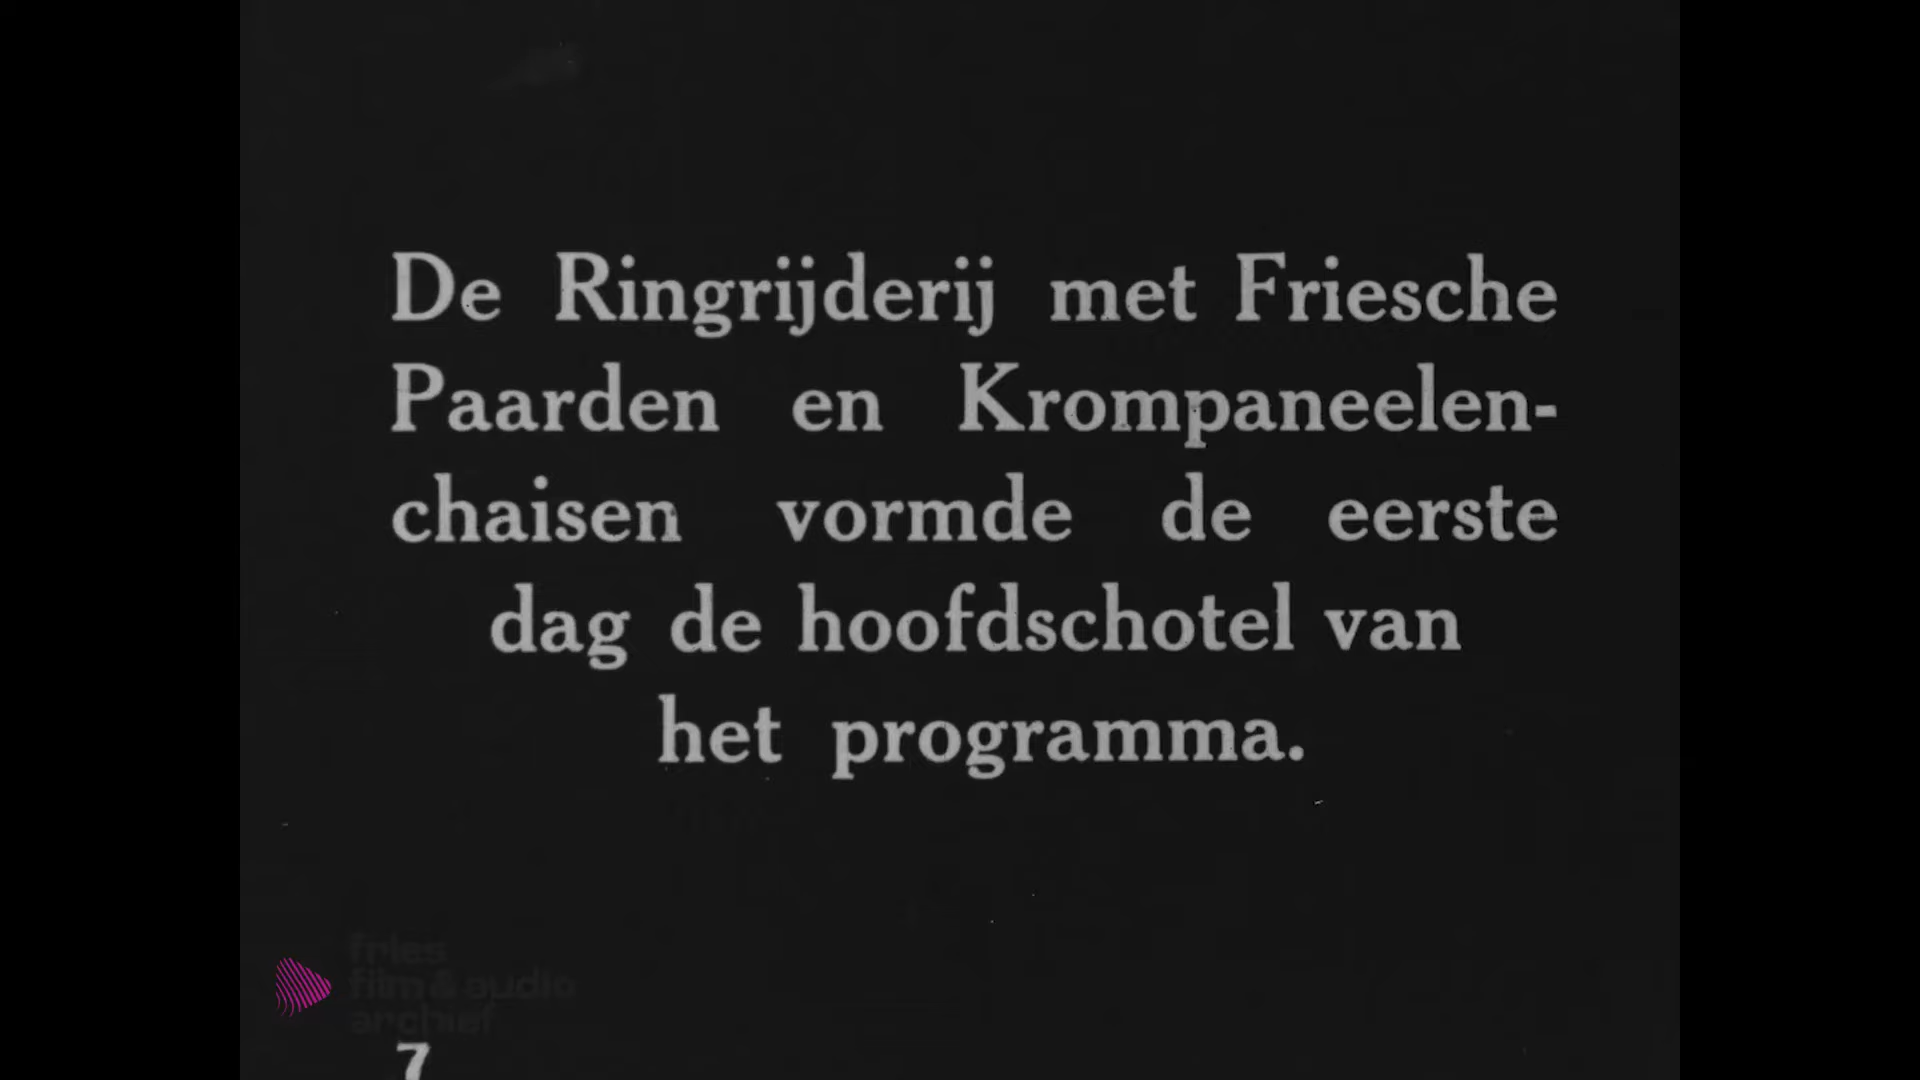 De Ringrijderij met Friesche
Paarden en Krompaneelen-
chaisen vormde de eerste
dag de hoofdschotel van
het programma.
fries
film & audio
archief
7